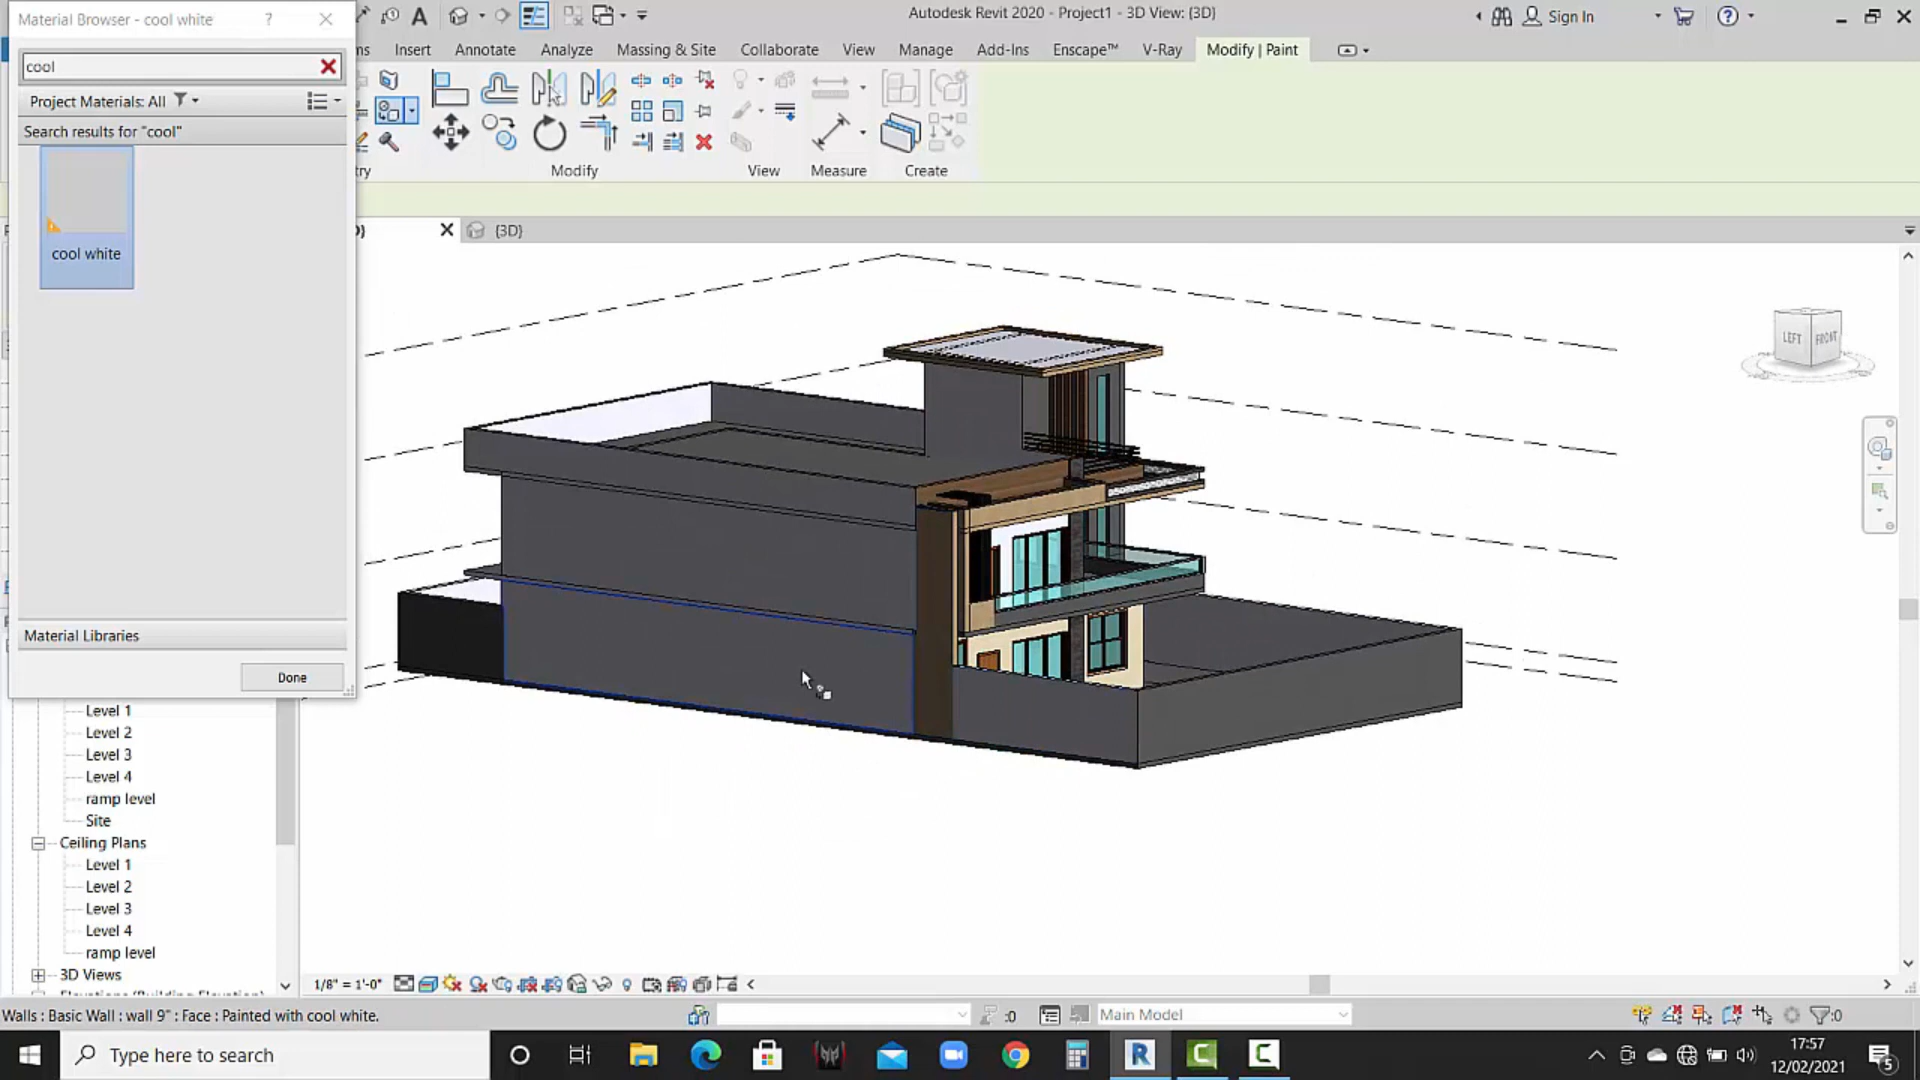 Material Browser - cool white
?
Autodesk Revit 2020 - Project1 - 3D View: {3D}
Sign In
Insert
Annotate
Analyze
Massing & Site
Collaborate
View
Manage
Add-Ins
Enscape™
V-Ray
Modify | Paint
cool
Project Materials: All
Search results for "cool"
cool white
Modify
View
Measure
Create
{3D}
LEFT
FRONT
Material Libraries
Done
Level 1
Level 2
Level 3
Level 4
ramp level
Site
Ceiling Plans
Level 1
Level 2
Level 3
Level 4
ramp level
3D Views
1/8" = 1'-0"
Walls : Basic Wall : wall 9" : Face : Painted with cool white.
:0
Main Model
:0
Type here to search
17:57
12/02/2021
5